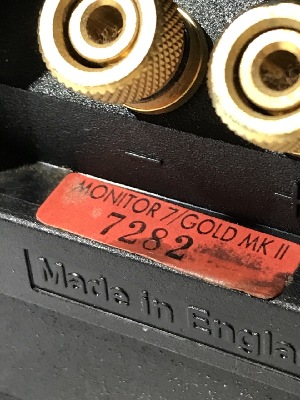 MONITOR 7/GOLD MK II
7282
Made in Engla